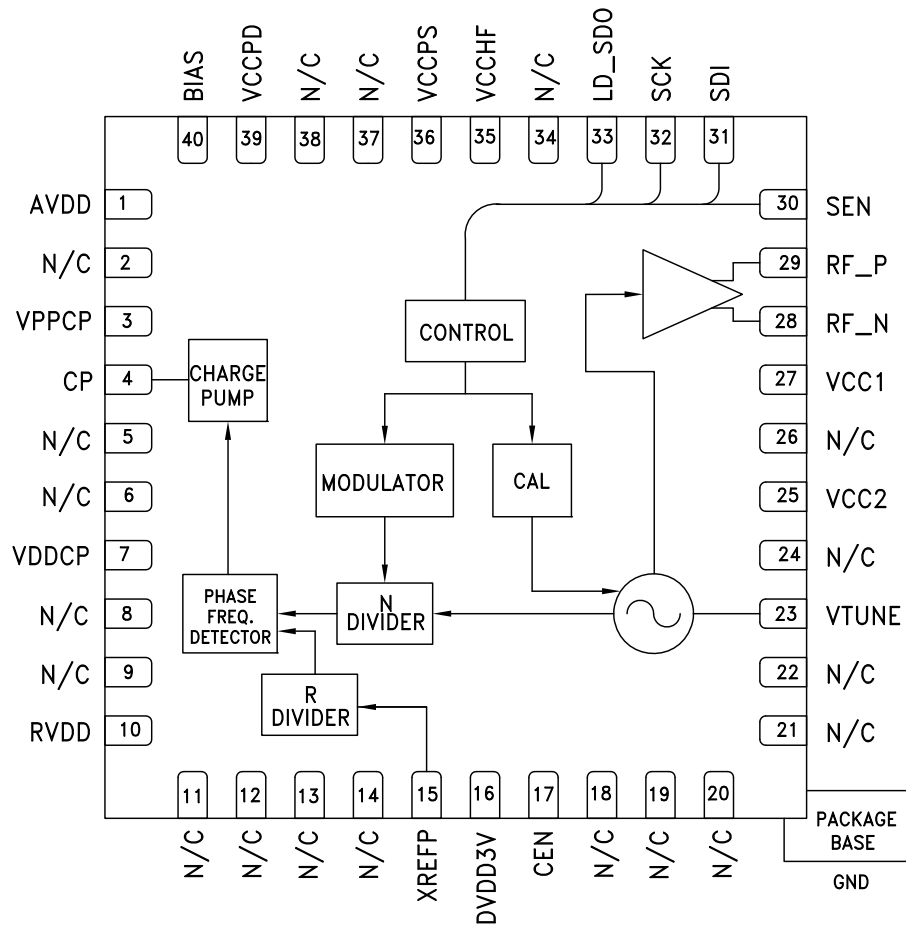 BIAS
VCCPD
N/C
N/C
VCCPS
VCCHF
N/C
LD_SDO
SCK
SDI
40
39
38
37
36
35
34
33
32
31
AVDD 1
N/C 2
VPPCP 3
CP 4
N/C 5
N/C 6
VDDCP 7
N/C 8
N/C 9
RVDD 10
30 SEN
29 RF_P
28 RF_N
27 VCC1
26 N/C
25 VCC2
24 N/C
23 VTUNE
22 N/C
21 N/C
CONTROL
CHARGE
PUMP
MODULATOR
CAL
PHASE
FREQ.
DETECTOR
N
DIVIDER
R
DIVIDER
11
12
13
14
15
16
17
18
19
20
N/C
N/C
N/C
N/C
XREFP
DVDD3V
CEN
N/C
N/C
N/C
PACKAGE
BASE
GND